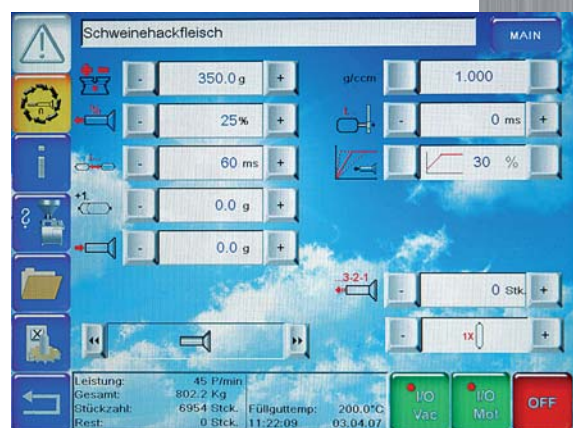 Schweinehackfleisch
MAIN
- 350.0 g +
g/ccm 1.000
% - 25 % +
t. - 0 ms +
- 60 ms +
30 %
+1. - 0.0 g +
- 0.0 g +
3-2-1 - 0 Stk. +
- 1X +
Leistung: 45 P/min
Gesamt: 802.2 Kg
Stückzahl: 6954 Stck.
Rest: 0 Stck.
Füllguttemp: 200.0°C
11:22:09 03.04.07
I/O Vac
I/O Mot
OFF